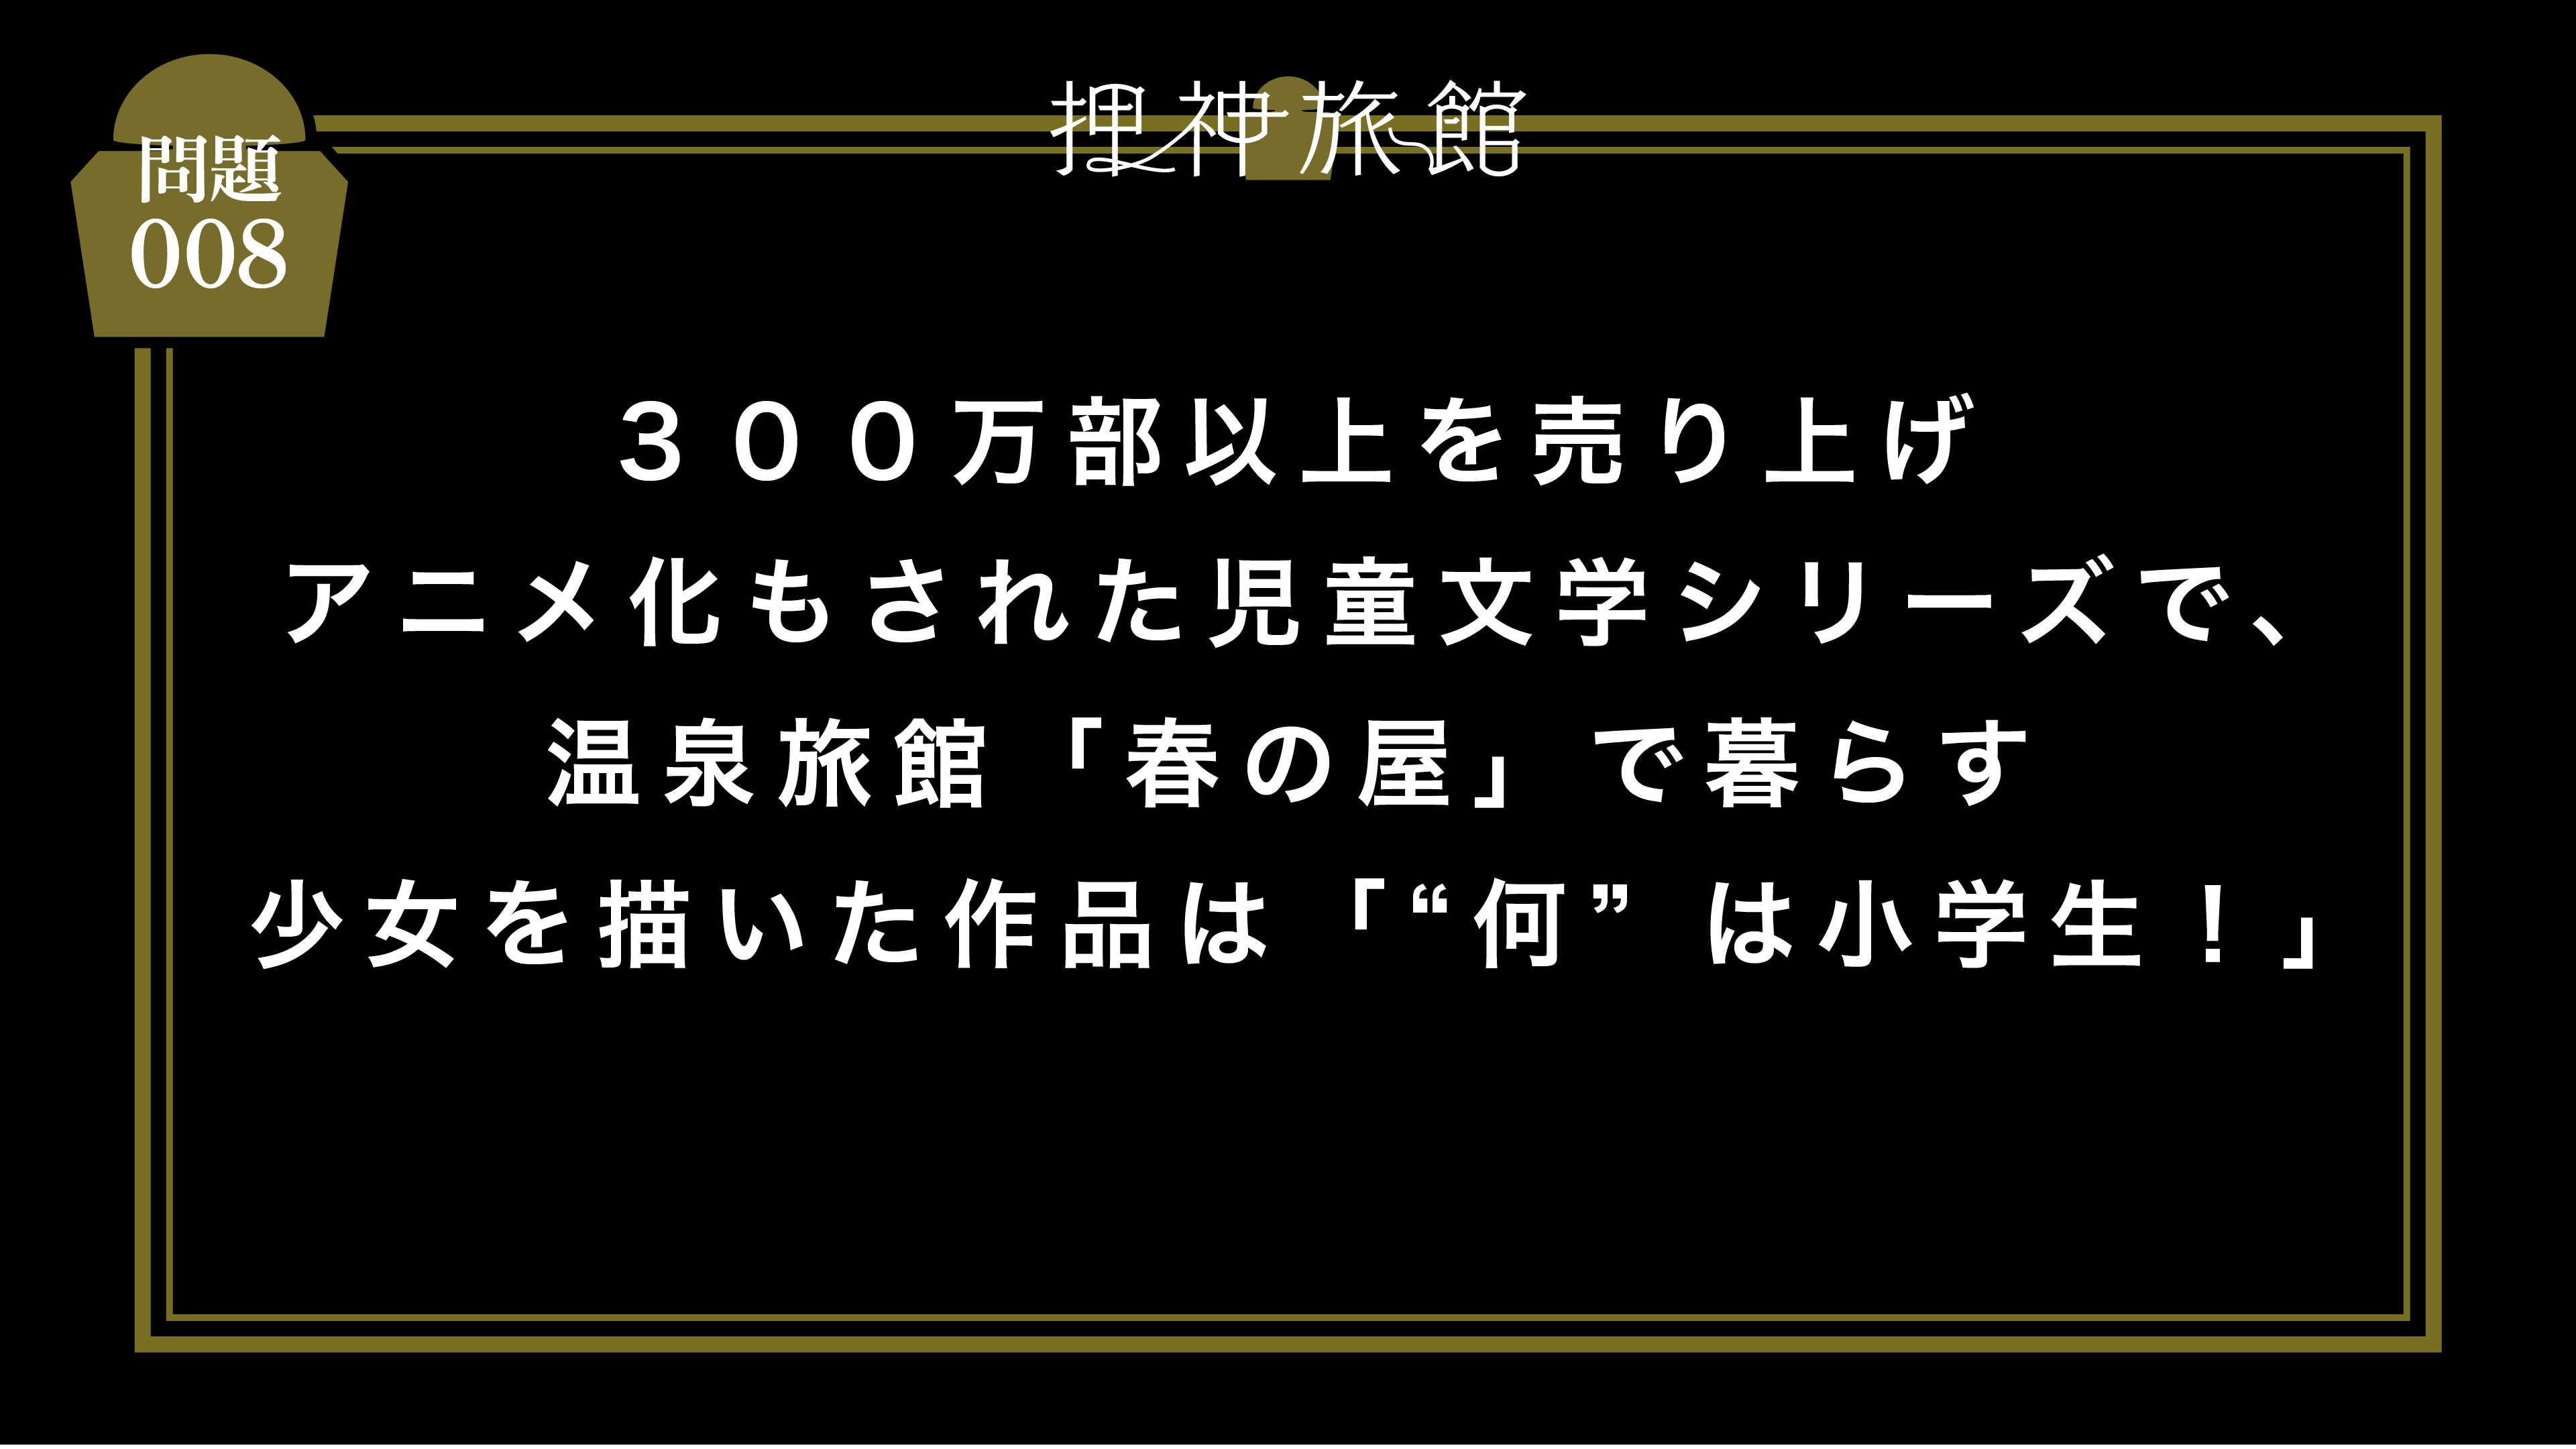 押神旅館
問題
008
３００万部以上を売り上げ
アニメ化もされた児童文学シリーズで、
温泉旅館「春の屋」で暮らす
少女を描いた作品は「“何”は小学生！」